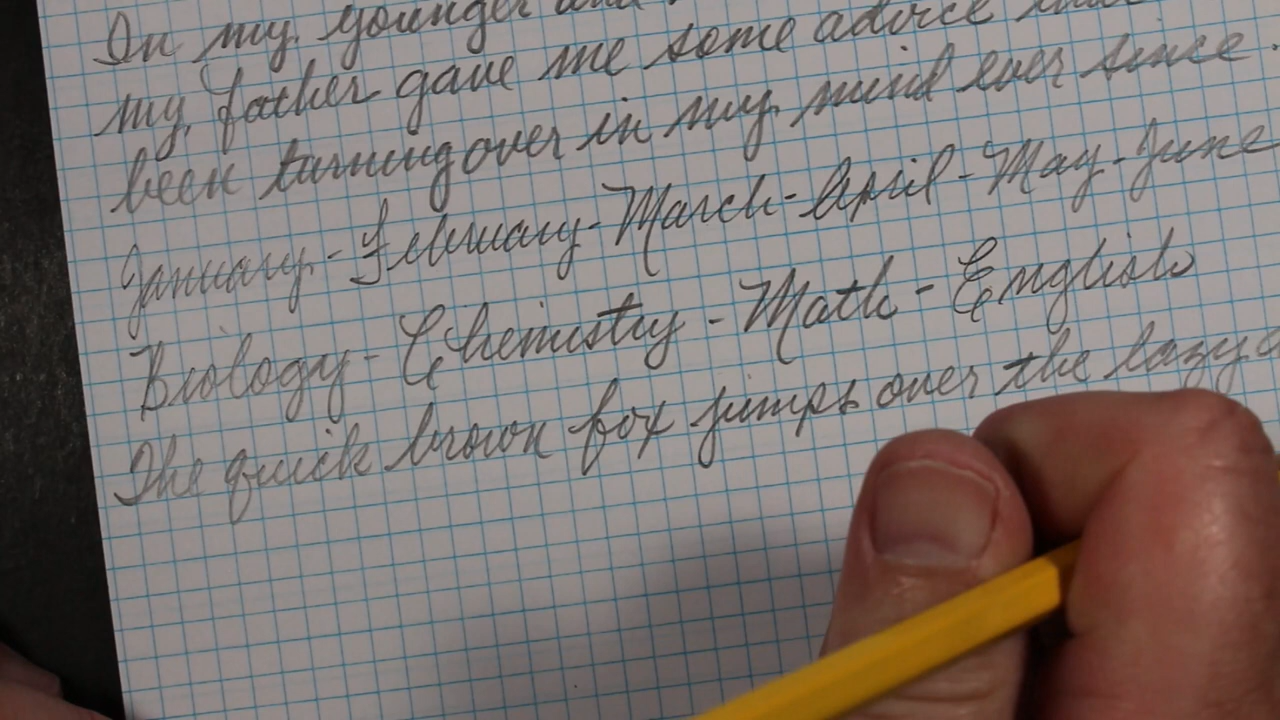 In my younger and
my father gave me some advice
been turning over in my mind ever since.
January - February - March - April - May - June
Biology - Chemistry - Math - English
The quick brown fox jumps over the lazy